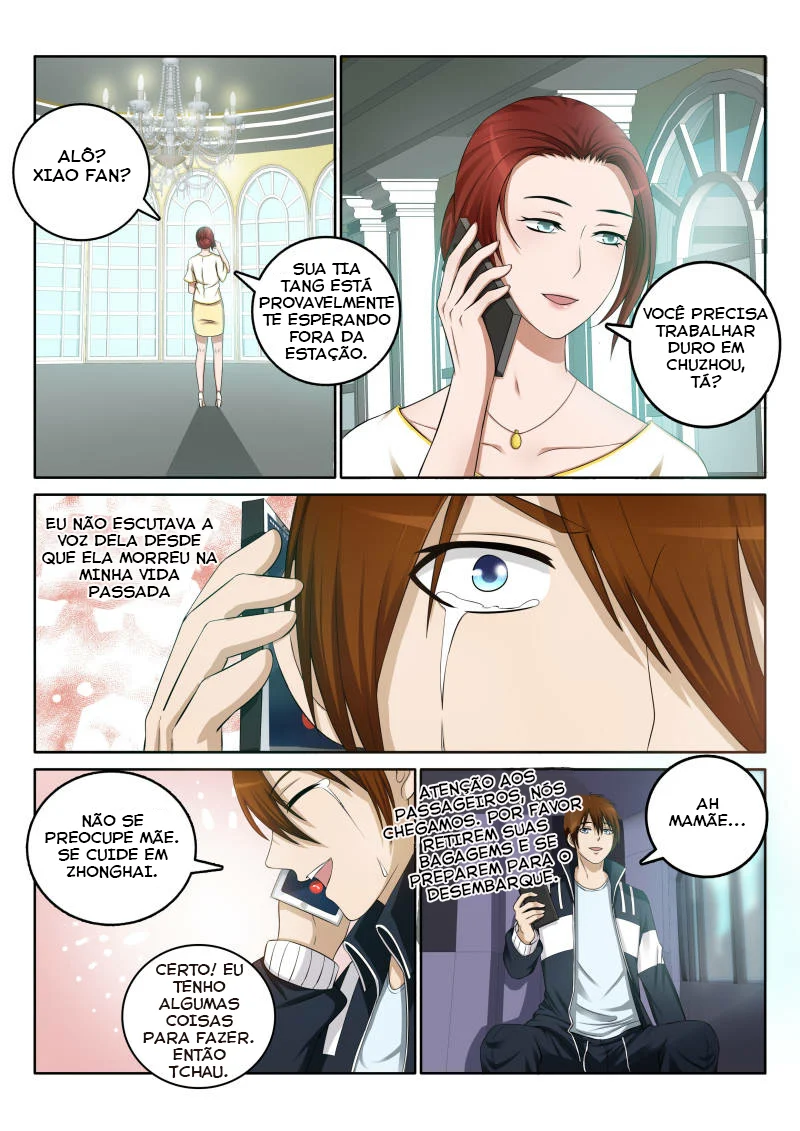 ALÔ?
XIAO FAN?
SUA TIA
TANG ESTÁ
PROVAVELMENTE
TE ESPERANDO
FORA DA
ESTAÇÃO.
VOCÊ PRECISA
TRABALHAR
DURO EM
CHUZHOU,
TÁ?
EU NÃO ESCUTAVA A
VOZ DELA DESDE
QUE ELA MORREU NA
MINHA VIDA
PASSADA
NÃO SE
PREOCUPE MÃE.
SE CUIDE EM
ZHONGHAI.
CERTO! EU
TENHO
ALGUMAS
COISAS
PARA FAZER.
ENTÃO
TCHAU.
ATENÇÃO AOS
PASSAGEIROS, NÓS
CHEGAMOS. POR FAVOR
RETIREM SUAS
BAGAGEMS E SE
PREPAREM PARA O
DESEMBARQUE.
AH
MAMÃE...